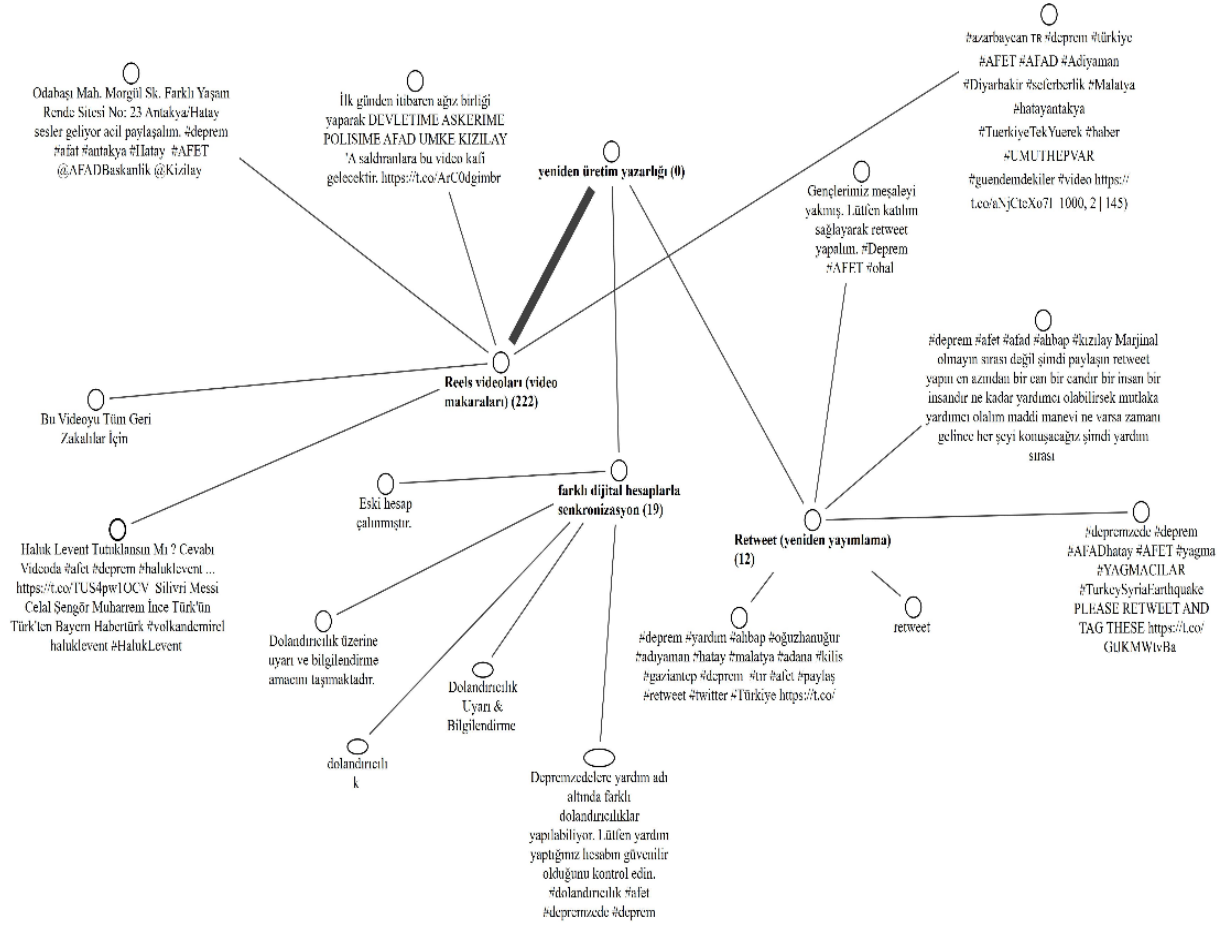 Odabaşı Mah. Morgül Sk. Farklı Yaşam
Rende Sitesi No: 23 Antakya/Hatay
sesler geliyor acil paylaşalım. #deprem
#afat #antakya #Hatay #AFET
@AFADBaskanlik @Kizilay
İlk günden itibaren ağız birliği
yaparak DEVLETIME ASKERIME
POLISIME AFAD UMKE KIZILAY
'A saldıranlara bu video kafi
gelecektir. https://t.co/ArC0dgimbr
yeniden üretim yazarlığı (0)
#azarbaycan TR #deprem #türkiye
#AFET #AFAD #Adiyaman
#Diyarbakir #seferberlik #Malatya
#hatayantakya
#TuerkiyeTekYuerek #haber
#UMUTHEPVAR
#guendemdekiler #video https://
t.co/aNjCteXo7l 1000, 2 | 145)
Gençlerimiz meşaleyi
yakmış. Lütfen katılım
sağlayarak retweet
yapalım. #Deprem
#AFET #ohal
#deprem #afet #afad #ahbap #kızılay Marjinal
olmayın sırası değil şimdi paylaşın retweet
yapın en azından bir can bir candır bir insan bir
insandır ne kadar yardımcı olabilirsek mutlaka
yardımcı olalım maddi manevi ne varsa zamanı
gelince her şeyi konuşacağız şimdi yardım
sırası
Reels videoları (video
makaraları) (222)
Bu Videoyu Tüm Geri
Zakalılar İçin
Eski hesap
çalınmıştır.
farklı dijital hesaplarla
senkronizasyon (19)
Retweet (yeniden yayımlama)
(12)
Haluk Levent Tutuklansın Mı ? Cevabı
Videoda #afet #deprem #haluklevent ...
https://t.co/TUS4pw1OCV Silivri Messi
Celal Şengör Muharrem İnce Türk'ün
Türk'ten Bayern Habertürk #volkandemirel
haluklevent #HalukLevent
#depremzede #deprem
#AFADhatay #AFET #yagma
#YAGMACILAR
#TurkeySyriaEarthquake
PLEASE RETWEET AND
TAG THESE https://t.co/
GtJKMWtvBa
Dolandırıcılık üzerine
uyarı ve bilgilendirme
amacını taşımaktadır.
Dolandırıcılık
Uyarı &
Bilgilendirme
#deprem #yardım #ahbap #oğuzhanuğur
#adıyaman #hatay #malatya #adana #kilis
#gaziantep #deprem #tır #afet #paylaş
#retweet #twitter #Türkiye https://t.co/
retweet
dolandırıcılı
k
Depremzedelere yardım adı
altında farklı
dolandırıcılıklar
yapılabiliyor. Lütfen yardım
yaptığınız hesabın güvenilir
olduğunu kontrol edin.
#dolandırıcılık #afet
#depremzede #deprem